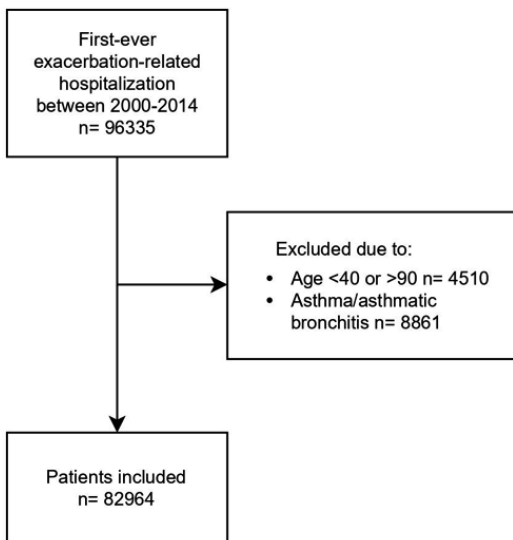 First-ever
exacerbation-related
hospitalization
between 2000-2014
n= 96335
Excluded due to:
• Age <40 or >90 n= 4510
• Asthma/asthmatic
bronchitis n= 8861
Patients included
n= 82964